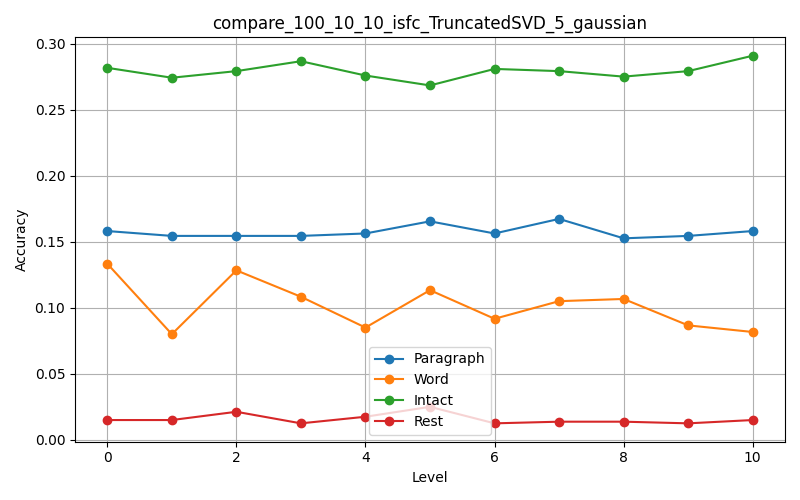 compare_100_10_10_isfc_TruncatedSVD_5_gaussian
0.30
0.25
0.20
0.15
0.10
0.05
0.00
Accuracy
Paragraph
Word
Intact
Rest
0 2 4 6 8 10
Level